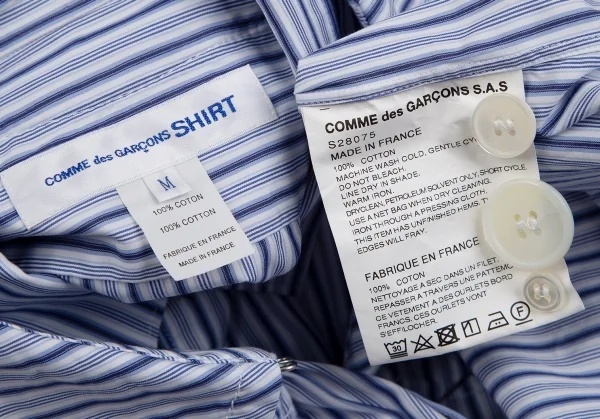 COMME des GARÇONS SHIRT
M
100% COTTON
100% COTTON
FABRIQUE EN FRANCE
MADE IN FRANCE
COMME des GARÇONS S.A.S
S28075
MADE IN FRANCE
100% COTTON
MACHINE WASH COLD, GENTLE
DO NOT BLEACH.
LINE DRY IN SHADE.
WARM IRON.
DRYCLEAN, PETROLEUM SOLVENT ONLY, SHORT CYCLE
USE A NET BAG WHEN DRY CLEANING.
IRON THROUGH A PRESSING CLOTH.
THIS ITEM HAS UNFINISHED HEMS.
EDGES WILL FRAY.
FABRIQUE EN FRANCE
100% COTON
NETTOYAGE A SEC DANS UN FILET.
REPASSER A TRAVERS UNE
CE VETEMENT A DES OURLETS BORD
FRANCS, CES OURLETS VONT
S'EFFILOCHER.
30